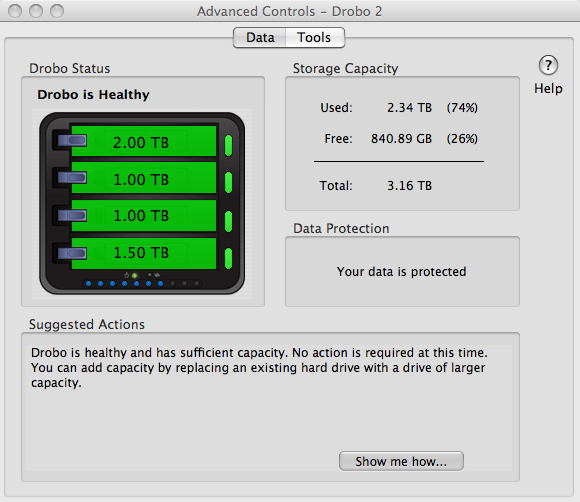 Advanced Controls – Drobo 2
Data Tools
Drobo Status
Drobo is Healthy
2.00 TB
1.00 TB
1.00 TB
1.50 TB
Storage Capacity
Used: 2.34 TB (74%)
Free: 840.89 GB (26%)
Total: 3.16 TB
?
Help
Data Protection
Your data is protected
Suggested Actions
Drobo is healthy and has sufficient capacity. No action is required at this time.
You can add capacity by replacing an existing hard drive with a drive of larger
capacity.
Show me how...